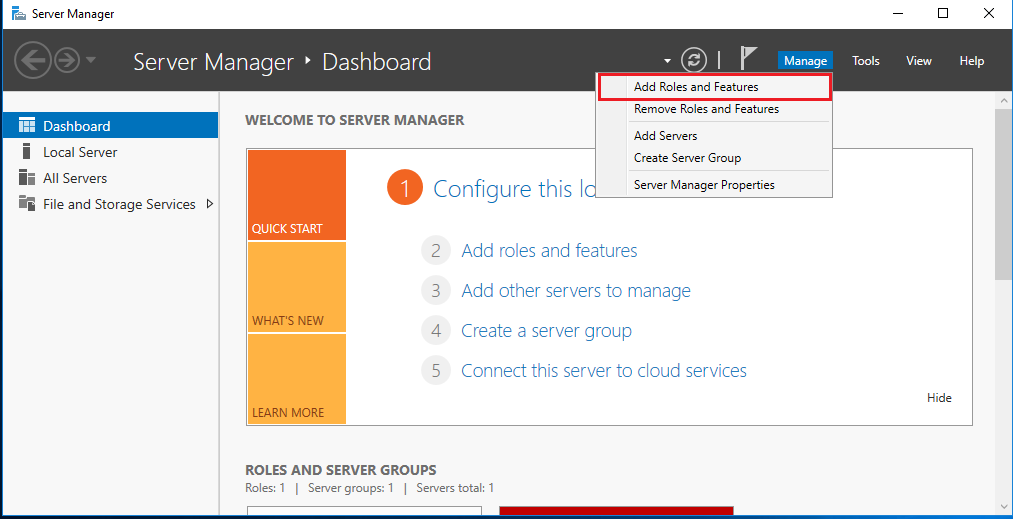 Server Manager
Server Manager ‣ Dashboard
Manage Tools View Help
Add Roles and Features
Remove Roles and Features
Add Servers
Create Server Group
Server Manager Properties
Dashboard
Local Server
All Servers
File and Storage Services
WELCOME TO SERVER MANAGER
QUICK START
WHAT'S NEW
LEARN MORE
1 Configure this lo
2 Add roles and features
3 Add other servers to manage
4 Create a server group
5 Connect this server to cloud services
Hide
ROLES AND SERVER GROUPS
Roles: 1 | Server groups: 1 | Servers total: 1